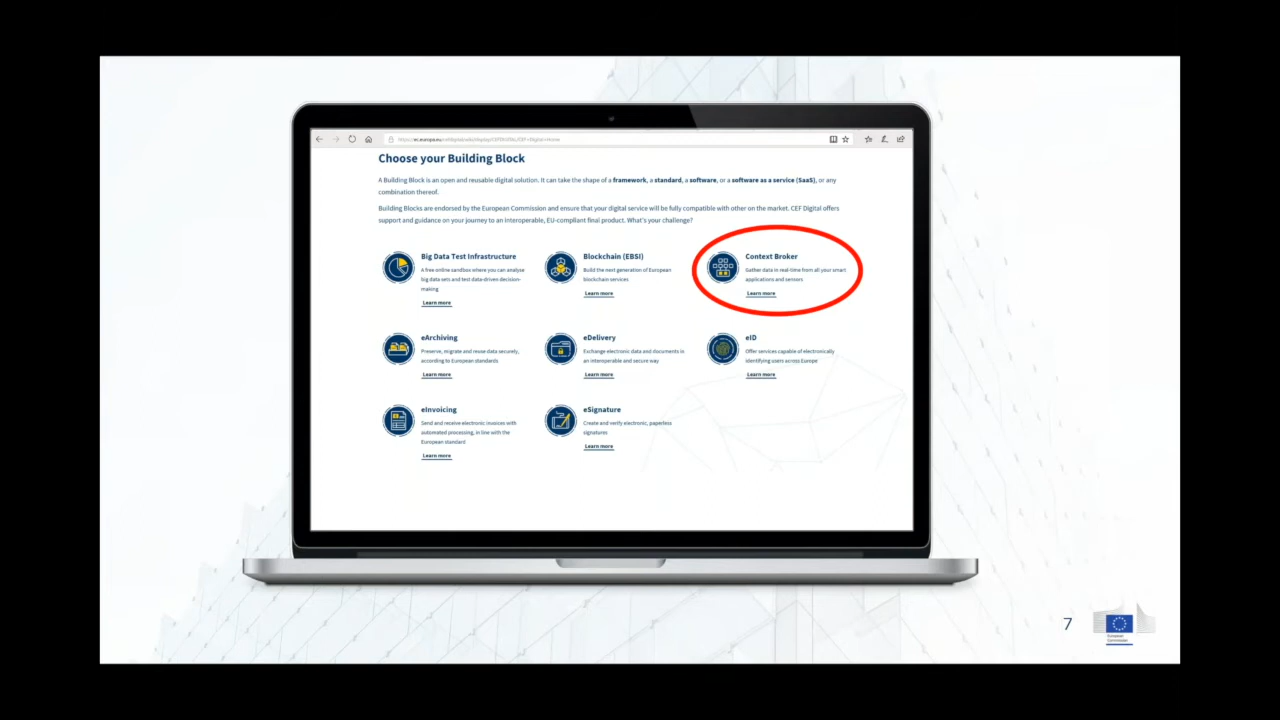 Choose your Building Block
A Building Block is an open and reusable digital solution. It can take the shape of a framework, a standard, a software, or a software as a service (SaaS), or any
combination thereof.
Building Blocks are endorsed by the European Commission and ensure that your digital service will be fully compatible with other on the market. CEF Digital offers
support and guidance on your journey to an interoperable, EU-compliant final product. What's your challenge?
Big Data Test Infrastructure
A free online sandbox where you can analyse
big data sets and test data-driven decision-
making
Learn more
Blockchain (EBSI)
Build the next generation of European
blockchain services
Learn more
Context Broker
Gather data in real-time from all your smart
applications and sensors
Learn more
eArchiving
Preserve, migrate and reuse data securely,
according to European standards
Learn more
eDelivery
Exchange electronic data and documents in
an interoperable and secure way
Learn more
eID
Offer services capable of electronically
identifying users across Europe
Learn more
eInvoicing
Send and receive electronic invoices with
automated processing, in line with the
European standard
Learn more
eSignature
Create and verify electronic, paperless
signatures
Learn more
7
European
Commission